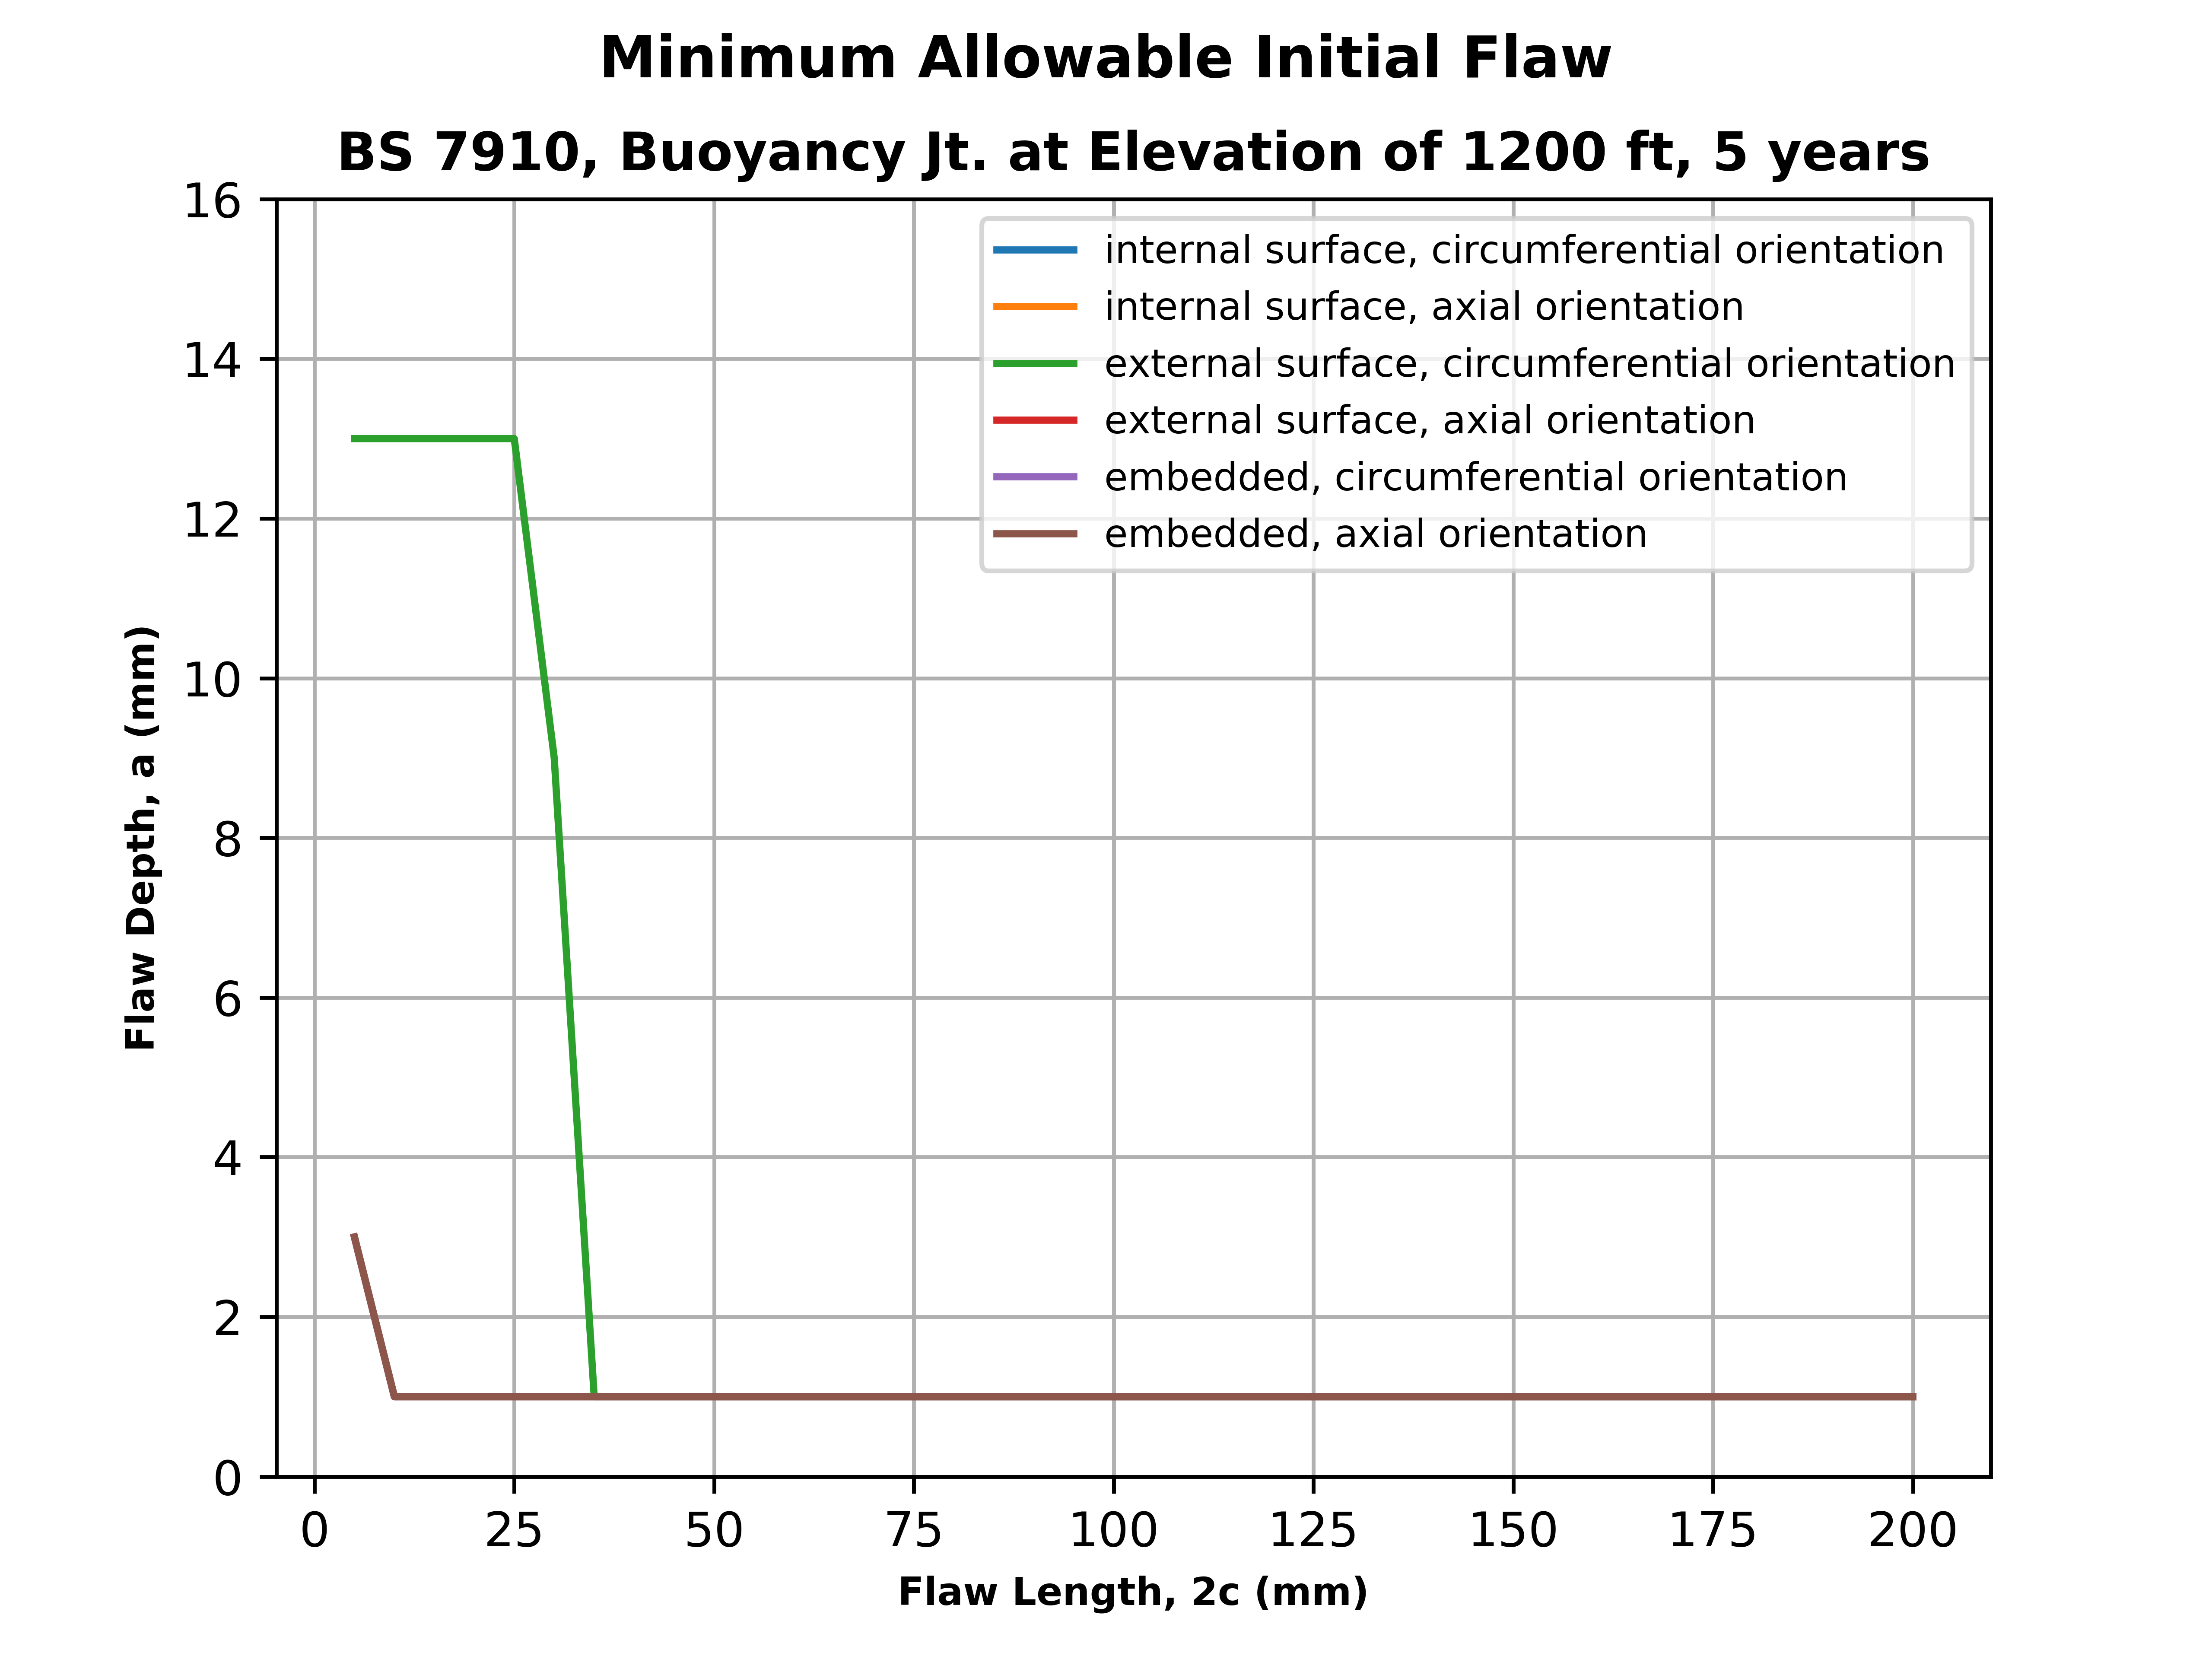 Minimum Allowable Initial Flaw
BS 7910, Buoyancy Jt. at Elevation of 1200 ft, 5 years
16
14
12
10
8
6
4
2
0
Flaw Depth, a (mm)
internal surface, circumferential orientation
internal surface, axial orientation
external surface, circumferential orientation
external surface, axial orientation
embedded, circumferential orientation
embedded, axial orientation
0 25 50 75 100 125 150 175 200
Flaw Length, 2c (mm)